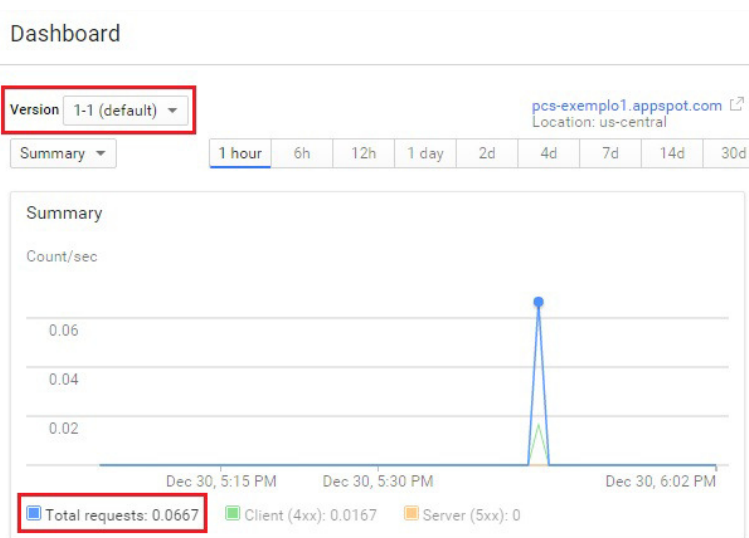 Dashboard
Version 1-1 (default)
pcs-exemplo1.appspot.com
Location: us-central
Summary 1 hour 6h 12h 1 day 2d 4d 7d 14d 30d
Summary
Count/sec
0.06
0.04
0.02
Dec 30, 5:15 PM Dec 30, 5:30 PM Dec 30, 6:02 PM
Total requests: 0.0667 Client (4xx): 0.0167 Server (5xx): 0